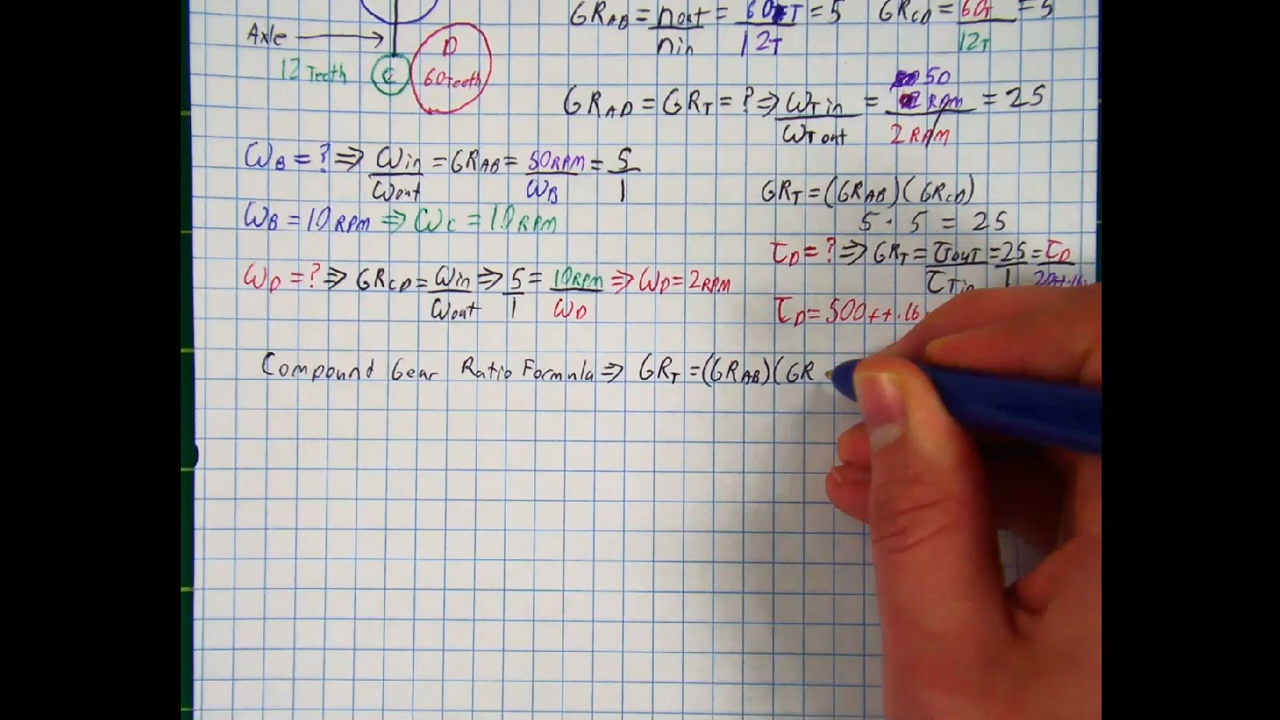 GR_AB = n_out/n_in = 60T/12T = 5 GR_CD = 60T/12T = 5
Axle →
12 Teeth C D 60 Teeth
GR_AD = GR_T = ? ⇒ ω_T in/ω_T out = 50 RPM/2 RPM = 25
ω_B = ? ⇒ ω_in/ω_out = GR_AB = 50 RPM/ω_B = 5/1
GR_T = (GR_AB)(GR_CD)
5 · 5 = 25
ω_B = 10 RPM ⇒ ω_C = 10 RPM
τ_D = ? ⇒ GR_T = τ_out/τ_Tin = 25/1 = τ_D/20ft·lb
ω_D = ? ⇒ GR_CD = ω_in/ω_out ⇒ 5/1 = 10 RPM/ω_D ⇒ ω_D = 2 RPM
τ_D = 500 ft·lb
Compound Gear Ratio Formula ⇒ GR_T = (GR_AB)(GR